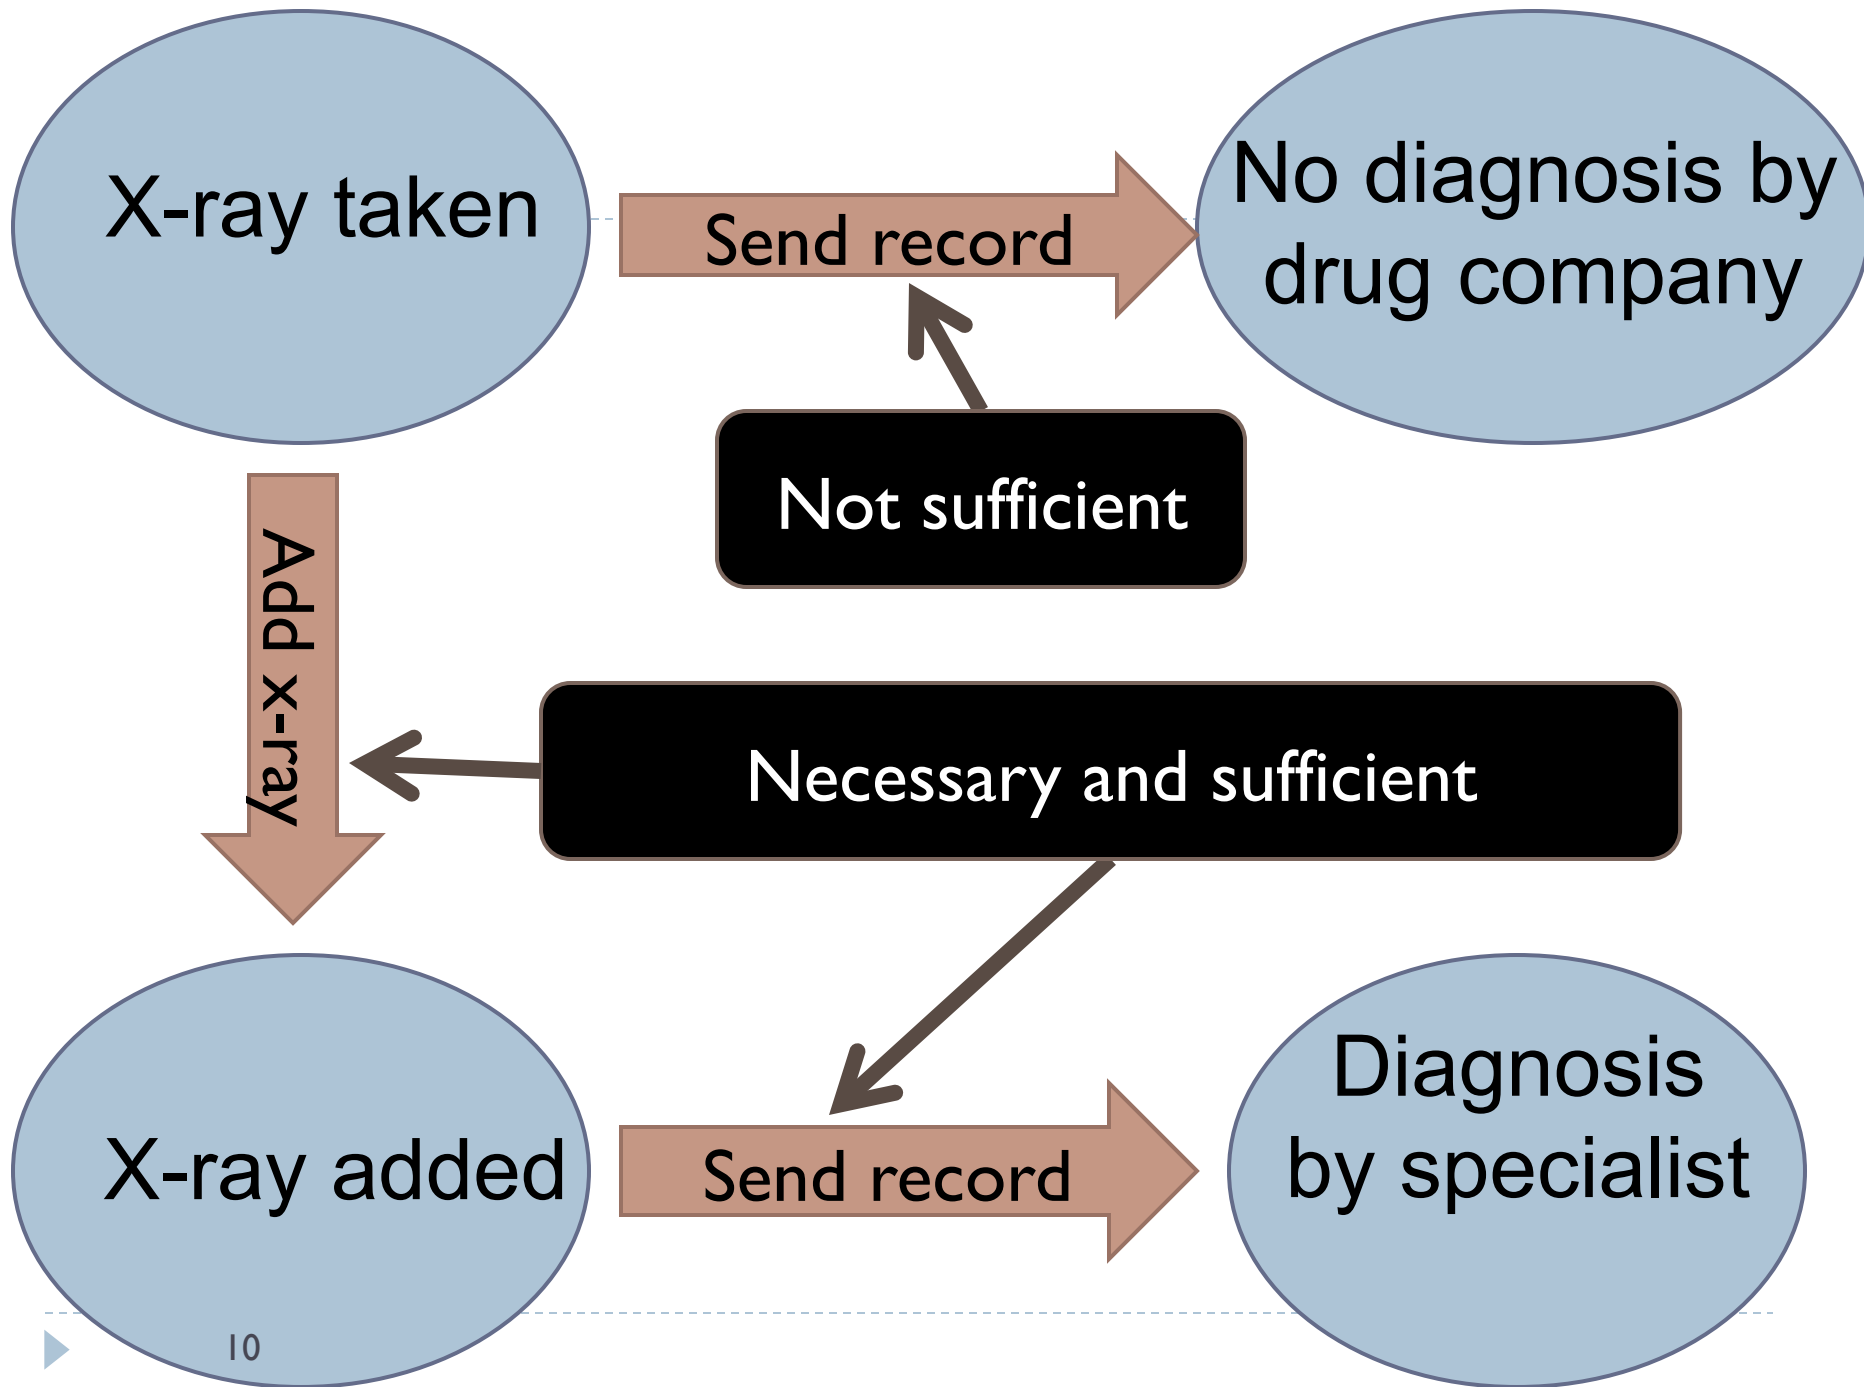 X-ray taken
Send record
No diagnosis by
drug company
Not sufficient
Add x-ray
Necessary and sufficient
X-ray added
Send record
Diagnosis
by specialist
10